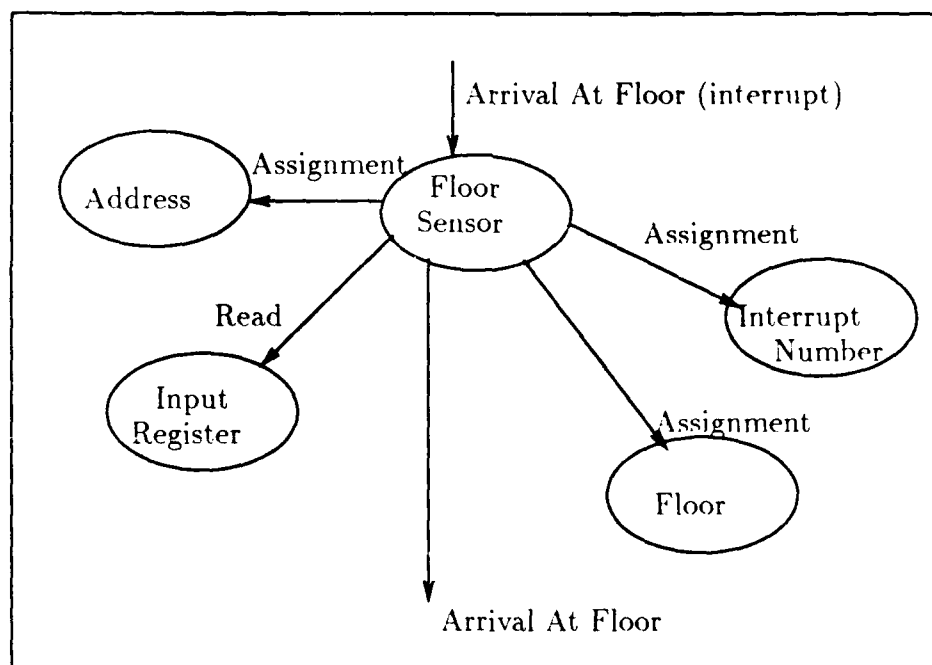 Arrival At Floor (interrupt)
Assignment
Address
Floor
Sensor
Assignment
Read
Interrupt
Number
Input
Register
Assignment
Floor
Arrival At Floor